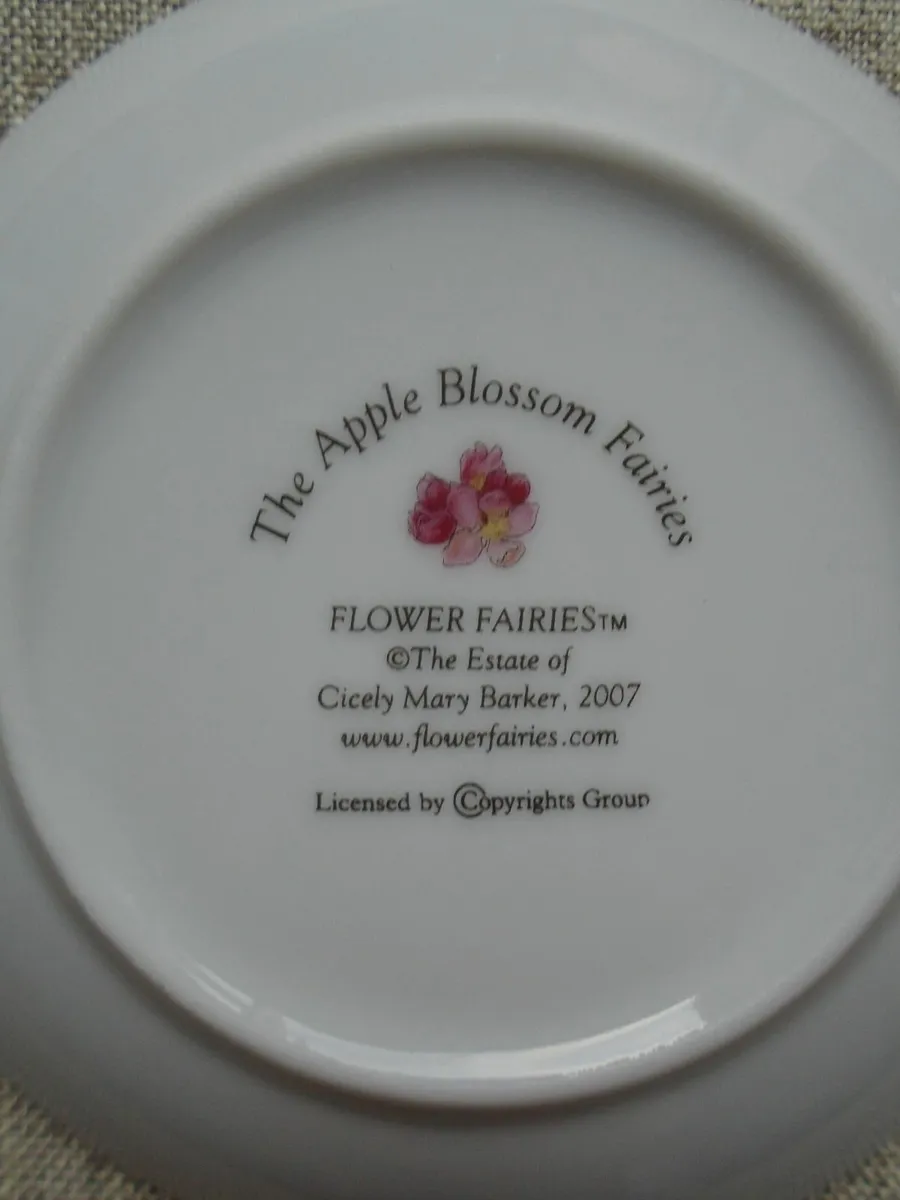 The Apple Blossom Fairies
FLOWER FAIRIES™
©The Estate of
Cicely Mary Barker, 2007
www.flowerfairies.com
Licensed by ©opyrights Group